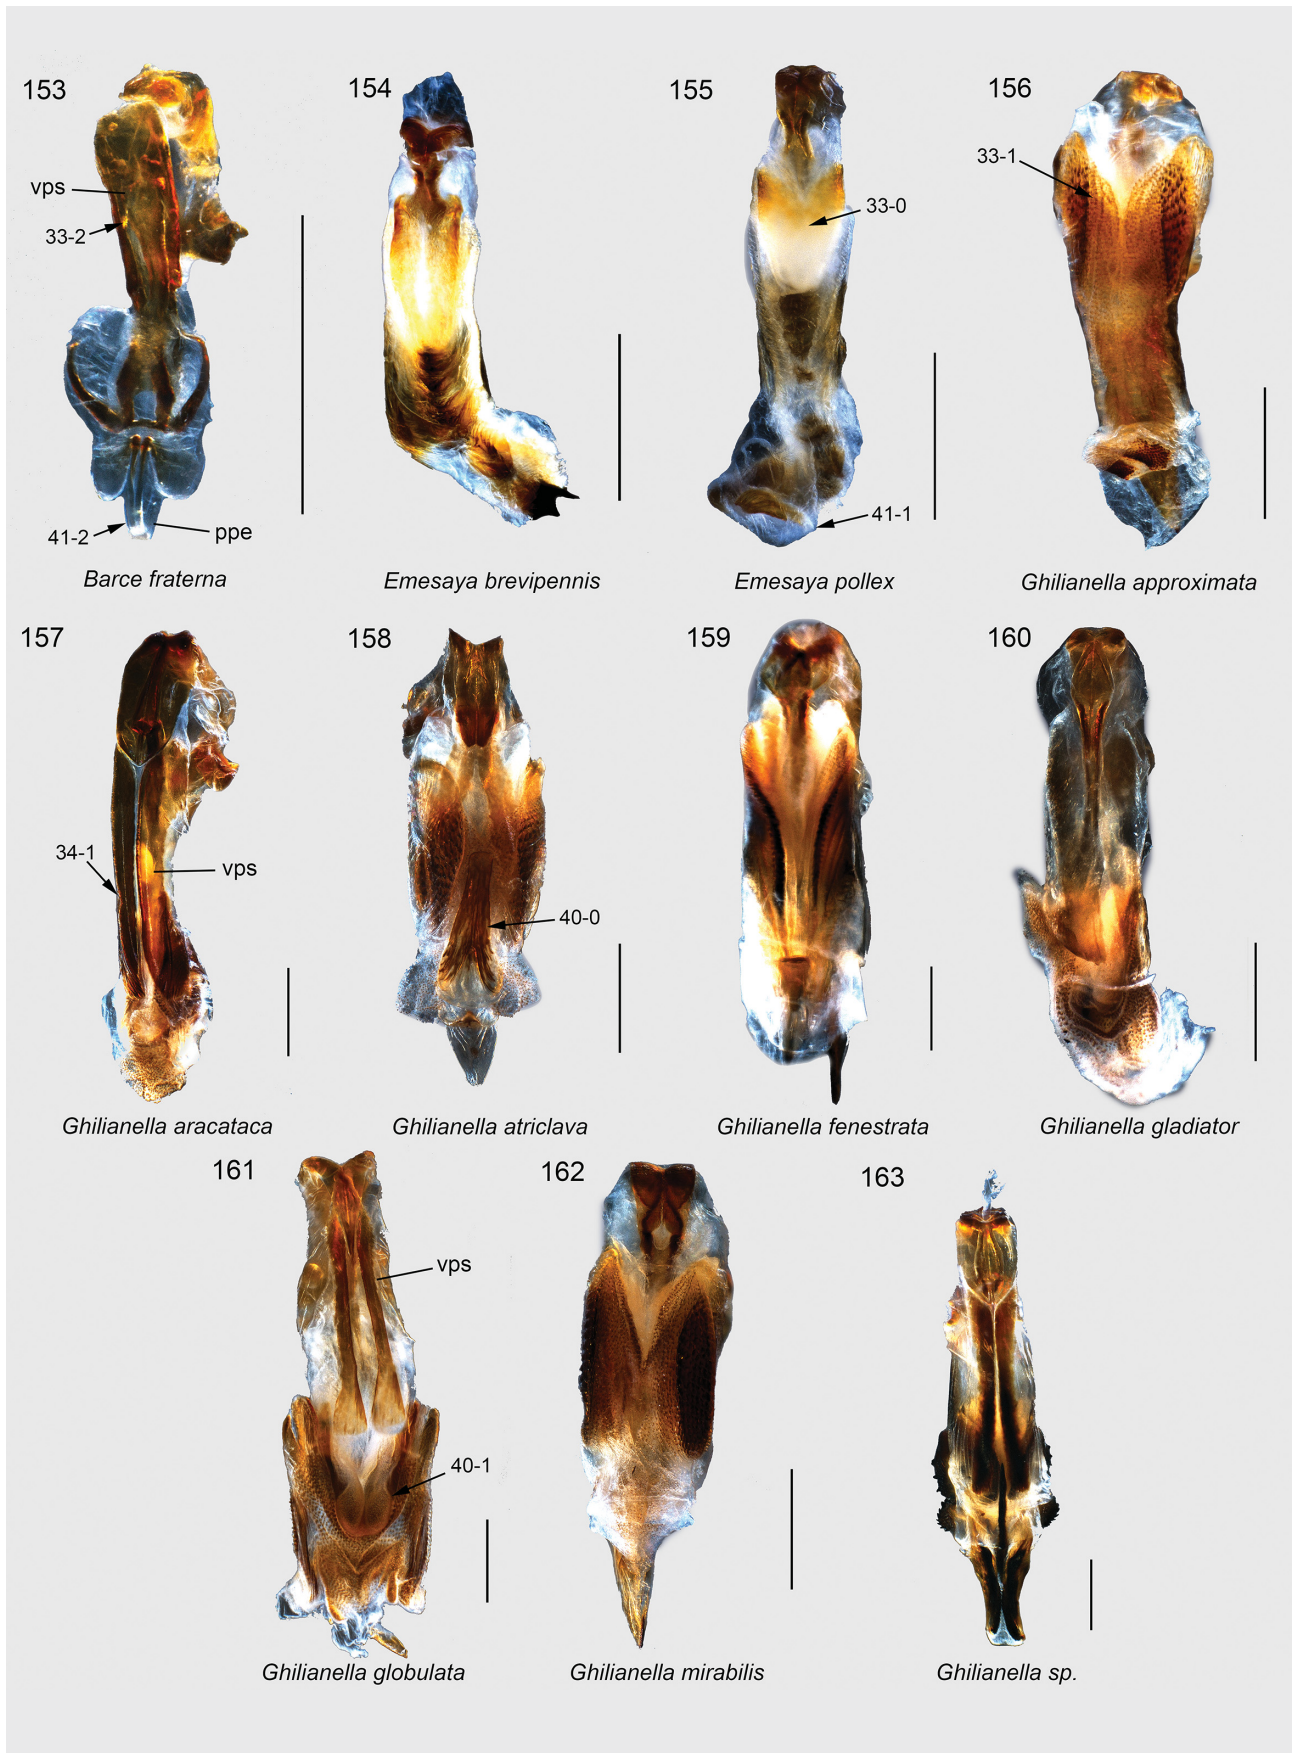 153
154
155
156
vps
33-2
33-0
33-1
41-2
ppe
41-1
Barce fraterna
Emesaya brevipennis
Emesaya pollex
Ghilianella approximata
157
158
159
160
34-1
vps
40-0
Ghilianella aracataca
Ghilianella atriclava
Ghilianella fenestrata
Ghilianella gladiator
161
162
163
vps
40-1
Ghilianella globulata
Ghilianella mirabilis
Ghilianella sp.